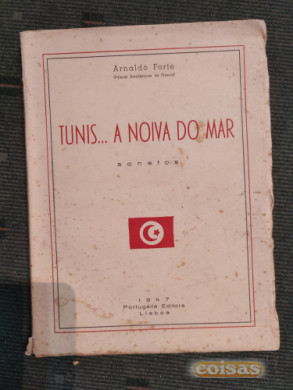 Arnaldo Forte
TUNIS... A NOIVA DO MAR
sonetos
1947
Portugália Editora
Lisboa
coisas